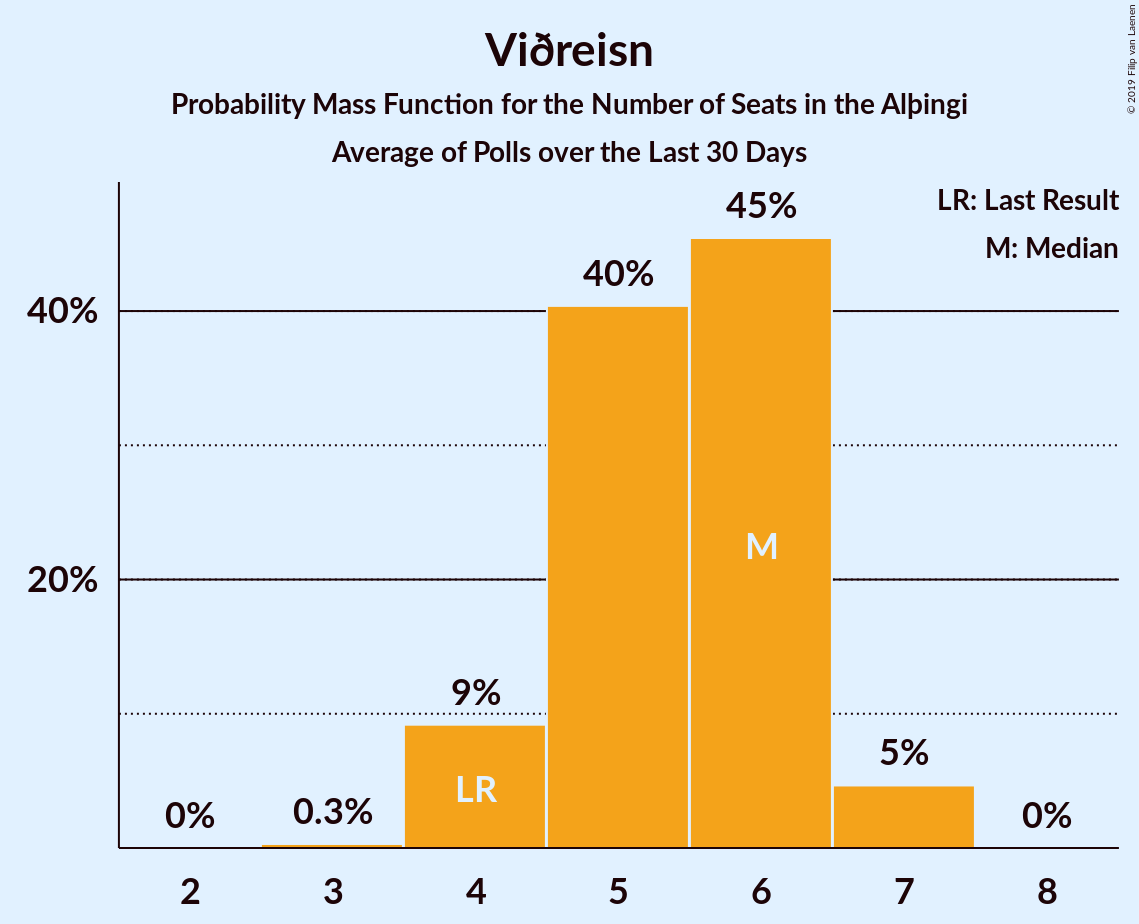 Viðreisn
Probability Mass Function for the Number of Seats in the Alþingi
Average of Polls over the Last 30 Days
© 2019 Filip van Laenen
LR: Last Result
M: Median
45%
40%
40%
M
20%
9%
LR
5%
0%
0.3%
0%
2 3 4 5 6 7 8